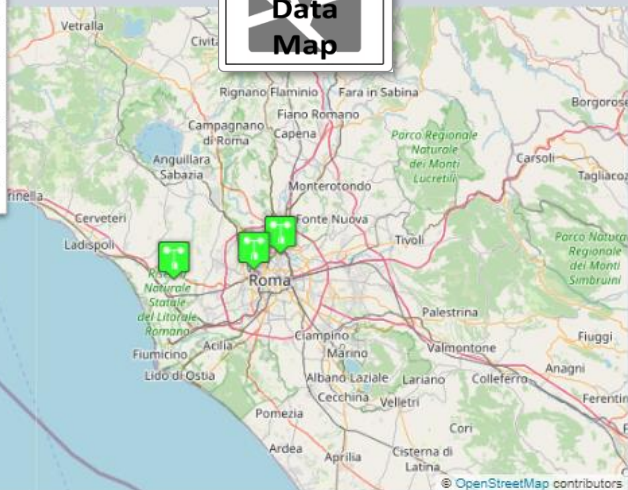 Data
Map
Vetralla
Civita
Rignano Flaminio
Fara in Sabina
Fiano Romano
Borgorose
Campagnano
di Roma
Capena
Parco Regionale
Naturale
dei Monti
Lucretili
Anguillara
Sabazia
Carsoli
Tagliacoz
Monterotondo
rinella
Cerveteri
Fonte Nuova
Ladispoli
Tivoli
Parco Natura
Regionale
dei Monti
Simbruini
Naturale
Statale
del Litorale
Romano
Roma
Palestrina
Fiumicino
Acilia
Ciampino
Marino
Valmontone
Fiuggi
Lido di Ostia
Albano Laziale
Lariano
Colleferro
Anagni
Cecchina
Velletri
Ferentin
Pomezia
Cori
Ardea
Aprilia
Cisterna di
Latina
© OpenStreetMap contributors